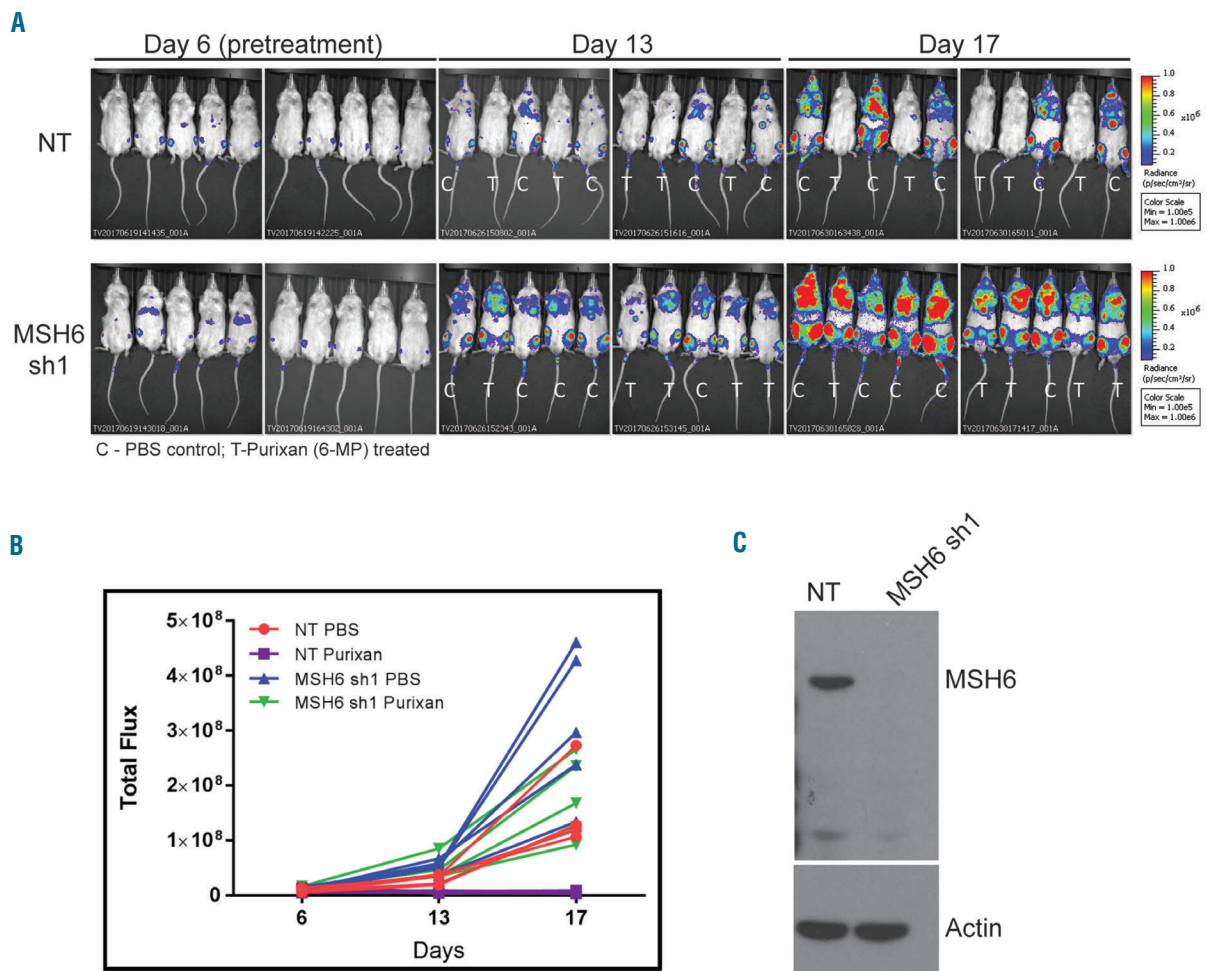 A
Day 6 (pretreatment) Day 13 Day 17
NT
C T C T C T T C T C C T C T C T T C T C
TV20170619141435_001A TV20170619142225_001A TV20170626150802_001A TV20170626151616_001A TV20170630163438_001A TV20170630165011_001A
1.0
0.8
0.6
0.4
0.2
x10⁶
Radiance
(p/sec/cm²/sr)
Color Scale
Min = 1.00e5
Max = 1.00e6
MSH6
sh1
C T C C C T T C T T C T C C C T T C T T
TV20170619143018_001A TV20170619164302_001A TV20170626152343_001A TV20170626153145_001A TV20170630165828_001A TV20170630171417_001A
1.0
0.8
0.6
0.4
0.2
x10⁶
Radiance
(p/sec/cm²/sr)
Color Scale
Min = 1.00e5
Max = 1.00e6
C - PBS control; T-Purixan (6-MP) treated
B
Total Flux
5×10⁸
4×10⁸
3×10⁸
2×10⁸
1×10⁸
0
NT PBS
NT Purixan
MSH6 sh1 PBS
MSH6 sh1 Purixan
6 13 17
Days
C
NT MSH6 sh1
MSH6
Actin